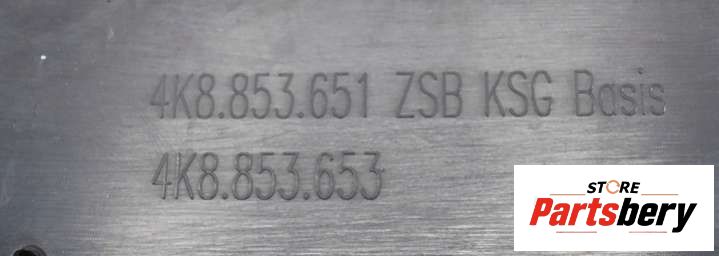 4K8.853.651 ZSB KSG Basis
4K8.853.653
STORE
Partsbery